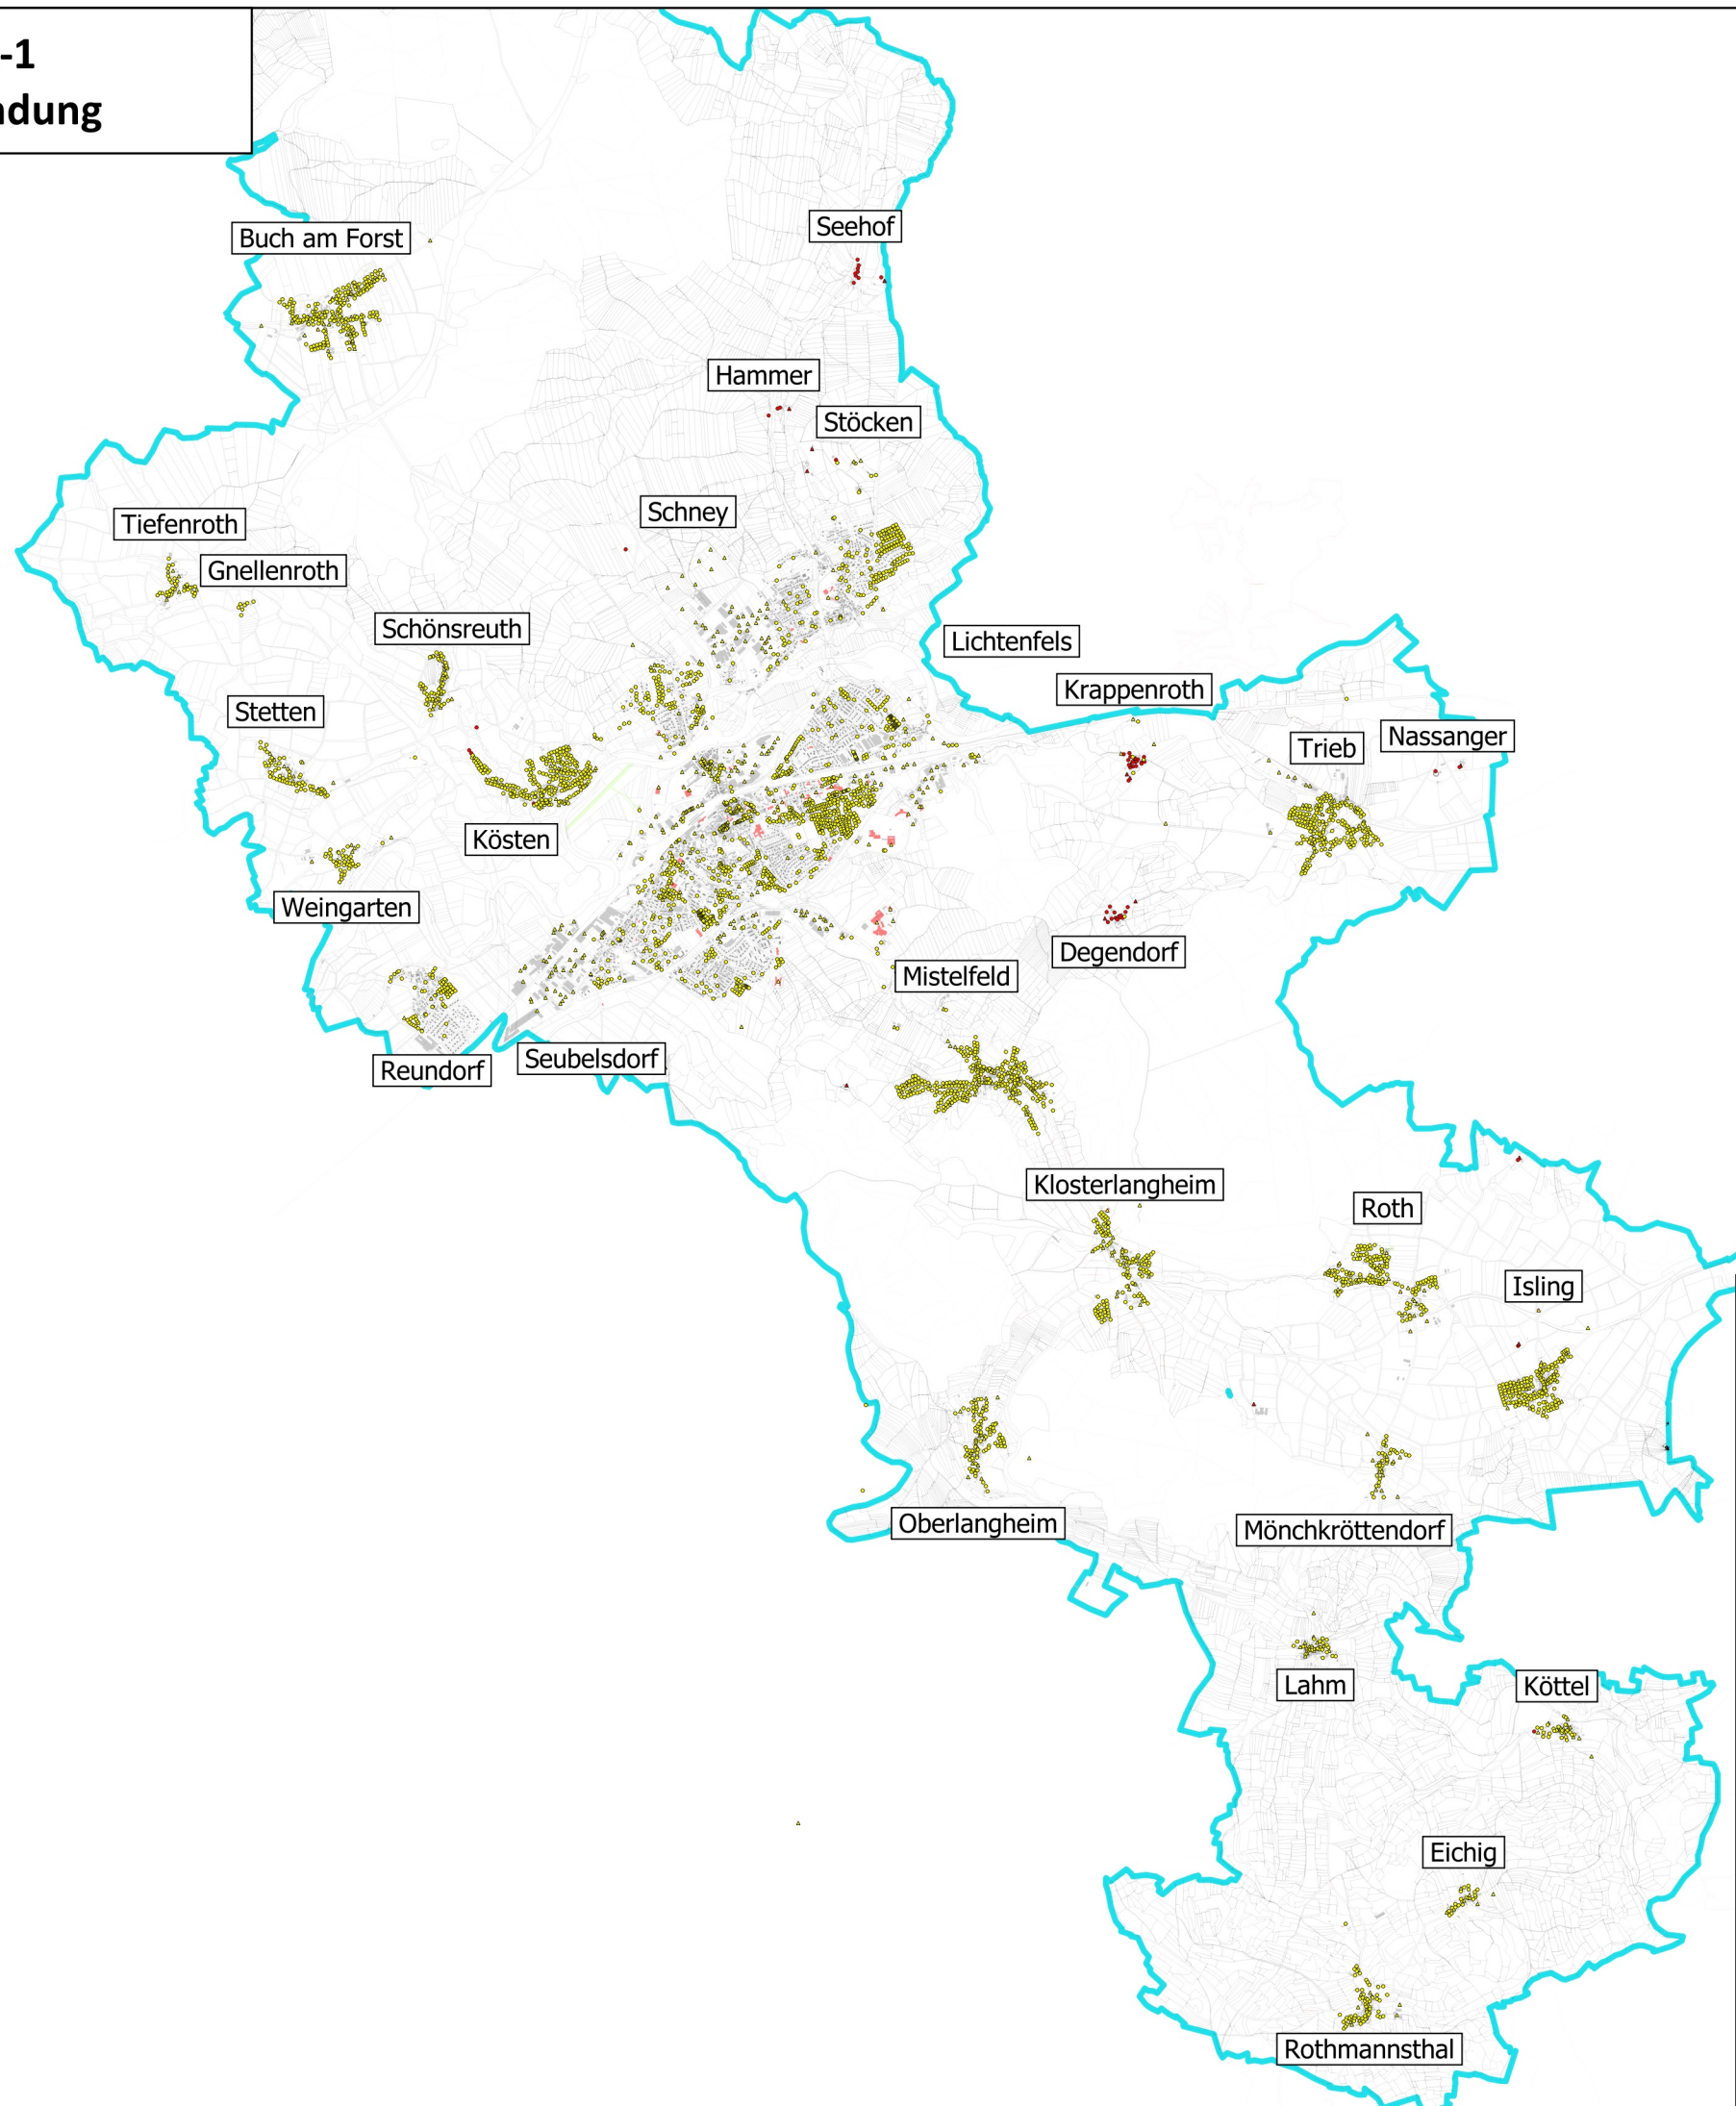 -1
ndung
Seehof
Buch am Forst
Hammer
Stöcken
Schney
Tiefenroth
Gnellenroth
Schönsreuth
Lichtenfels
Krappenroth
Stetten
Nassanger
Trieb
Kösten
Weingarten
Degendorf
Mistelfeld
Seubelsdorf
Reundorf
Klosterlangheim
Roth
Isling
Oberlangheim
Mönchkröttendorf
Lahm
Köttel
Eichig
Rothmannsthal